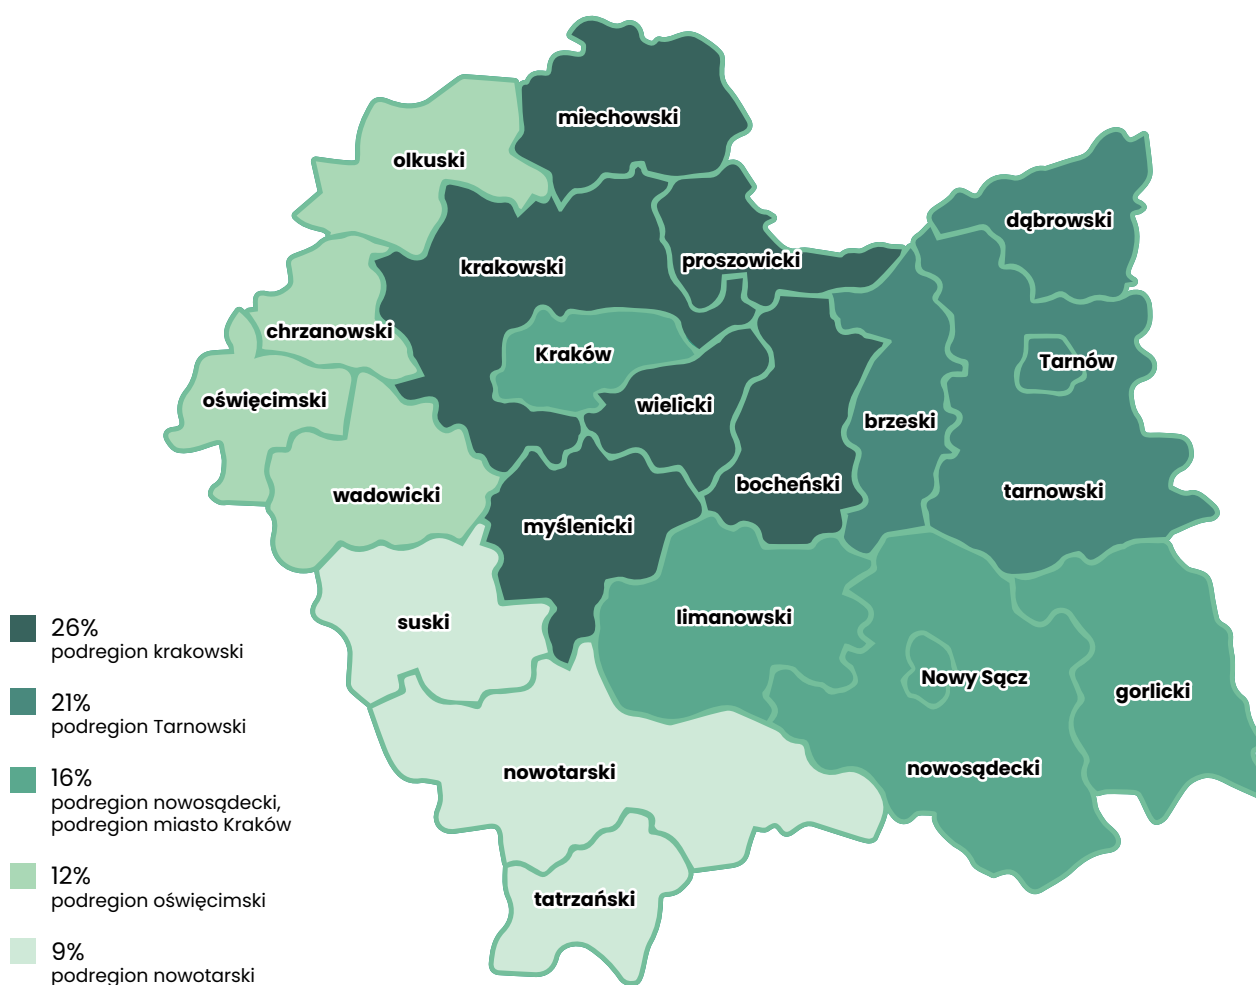 miechowski
olkuski
dąbrowski
krakowski
proszowicki
chrzanowski
Kraków
Tarnów
oświęcimski
wielicki
brzeski
bocheński
tarnowski
wadowicki
myślenicki
limanowski
suski
Nowy Sącz
gorlicki
nowotarski
nowosądecki
tatrzański
26%
podregion krakowski
21%
podregion Tarnowski
16%
podregion nowosądecki,
podregion miasto Kraków
12%
podregion oświęcimski
9%
podregion nowotarski